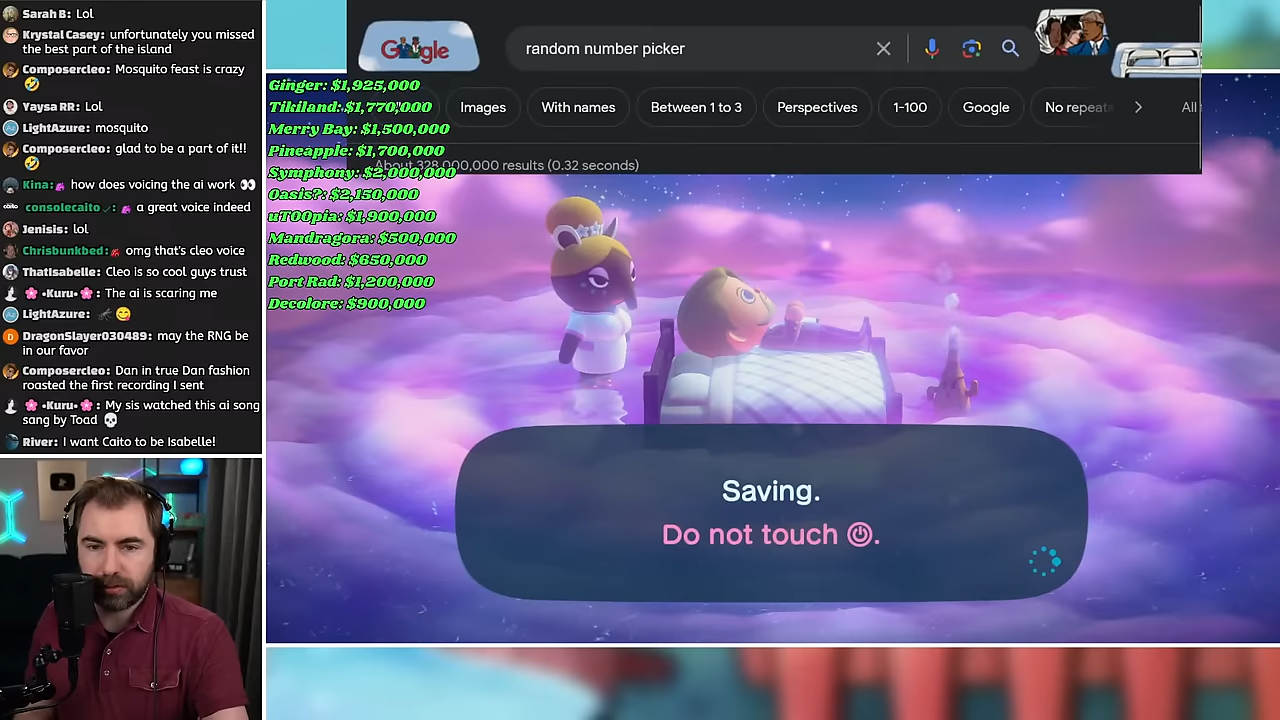 Sarah B: Lol
Krystal Casey: unfortunately you missed
the best part of the island
Composercleo: Mosquito feast is crazy
🤣
Yaysa RR: Lol
LightAzure: mosquito
Composercleo: glad to be a part of it!!
🤣
Kina: how does voicing the ai work 👀
consolecaito: a great voice indeed
Jenisis: lol
Chrisbunkbed: omg that's cleo voice
ThatIsabelle: Cleo is so cool guys trust
🌸 •Kuru•🌸: The ai is scaring me
LightAzure: 🦟 😋
DragonSlayer030489: may the RNG be
in our favor
Composercleo: Dan in true Dan fashion
roasted the first recording I sent
🌸 •Kuru•🌸: My sis watched this ai song
sang by Toad 💀
River: I want Caito to be Isabelle!
Google
random number picker
Images
With names
Between 1 to 3
Perspectives
1-100
Google
No repeats
All
About 328,000,000 results (0.32 seconds)
Ginger: $1,925,000
Tikiland: $1,770,000
Merry Bay: $1,500,000
Pineapple: $1,700,000
Symphony: $2,000,000
Oasis?: $2,150,000
uTOOpia: $1,900,000
Mandragora: $500,000
Redwood: $650,000
Port Rad: $1,200,000
Decolore: $900,000
Saving.
Do not touch ⏻.